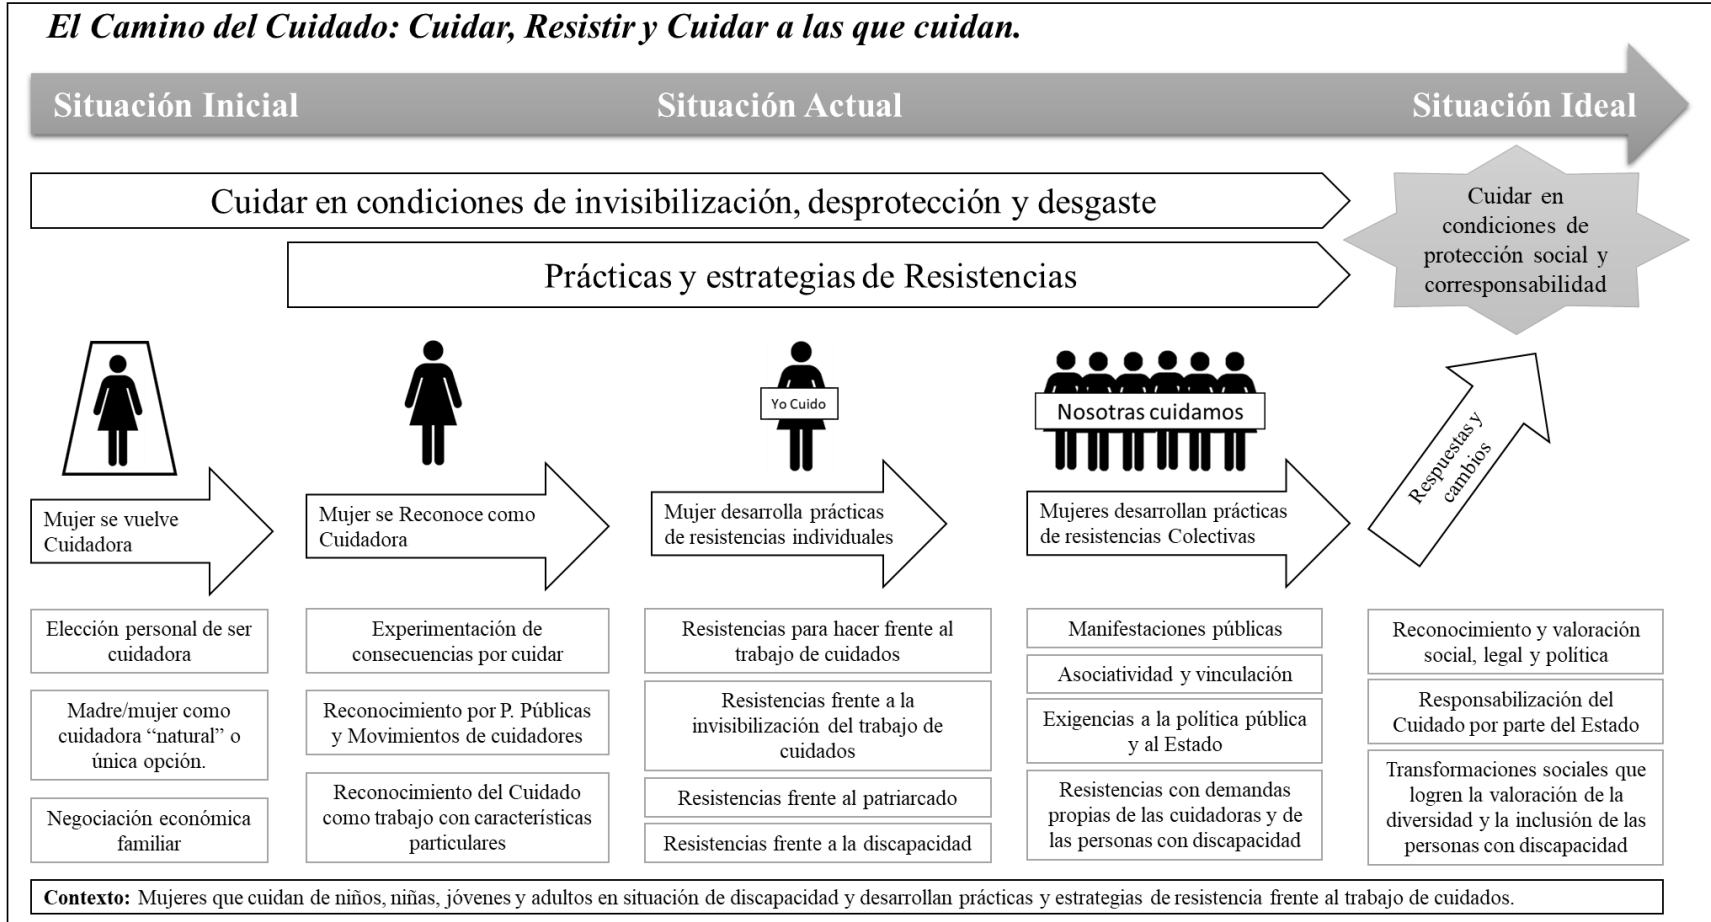 El Camino del Cuidado: Cuidar, Resistir y Cuidar a las que cuidan.
Situación Inicial
Situación Actual
Situación Ideal
Cuidar en condiciones de invisibilización, desprotección y desgaste
Prácticas y estrategias de Resistencias
Cuidar en
condiciones de
protección social y
corresponsabilidad
Yo Cuido
Nosotras cuidamos
Mujer se vuelve
Cuidadora
Mujer se Reconoce como
Cuidadora
Mujer desarrolla prácticas
de resistencias individuales
Mujeres desarrollan prácticas
de resistencias Colectivas
Respuestas y
cambios
Elección personal de ser
cuidadora
Madre/mujer como
cuidadora “natural” o
única opción.
Negociación económica
familiar
Experimentación de
consecuencias por cuidar
Reconocimiento por P. Públicas
y Movimientos de cuidadores
Reconocimiento del Cuidado
como trabajo con características
particulares
Resistencias para hacer frente al
trabajo de cuidados
Resistencias frente a la
invisibilización del trabajo de
cuidados
Resistencias frente al patriarcado
Resistencias frente a la discapacidad
Manifestaciones públicas
Asociatividad y vinculación
Exigencias a la política pública
y al Estado
Resistencias con demandas
propias de las cuidadoras y de
las personas con discapacidad
Reconocimiento y valoración
social, legal y política
Responsabilización del
Cuidado por parte del Estado
Transformaciones sociales que
logren la valoración de la
diversidad y la inclusión de las
personas con discapacidad
Contexto: Mujeres que cuidan de niños, niñas, jóvenes y adultos en situación de discapacidad y desarrollan prácticas y estrategias de resistencia frente al trabajo de cuidados.